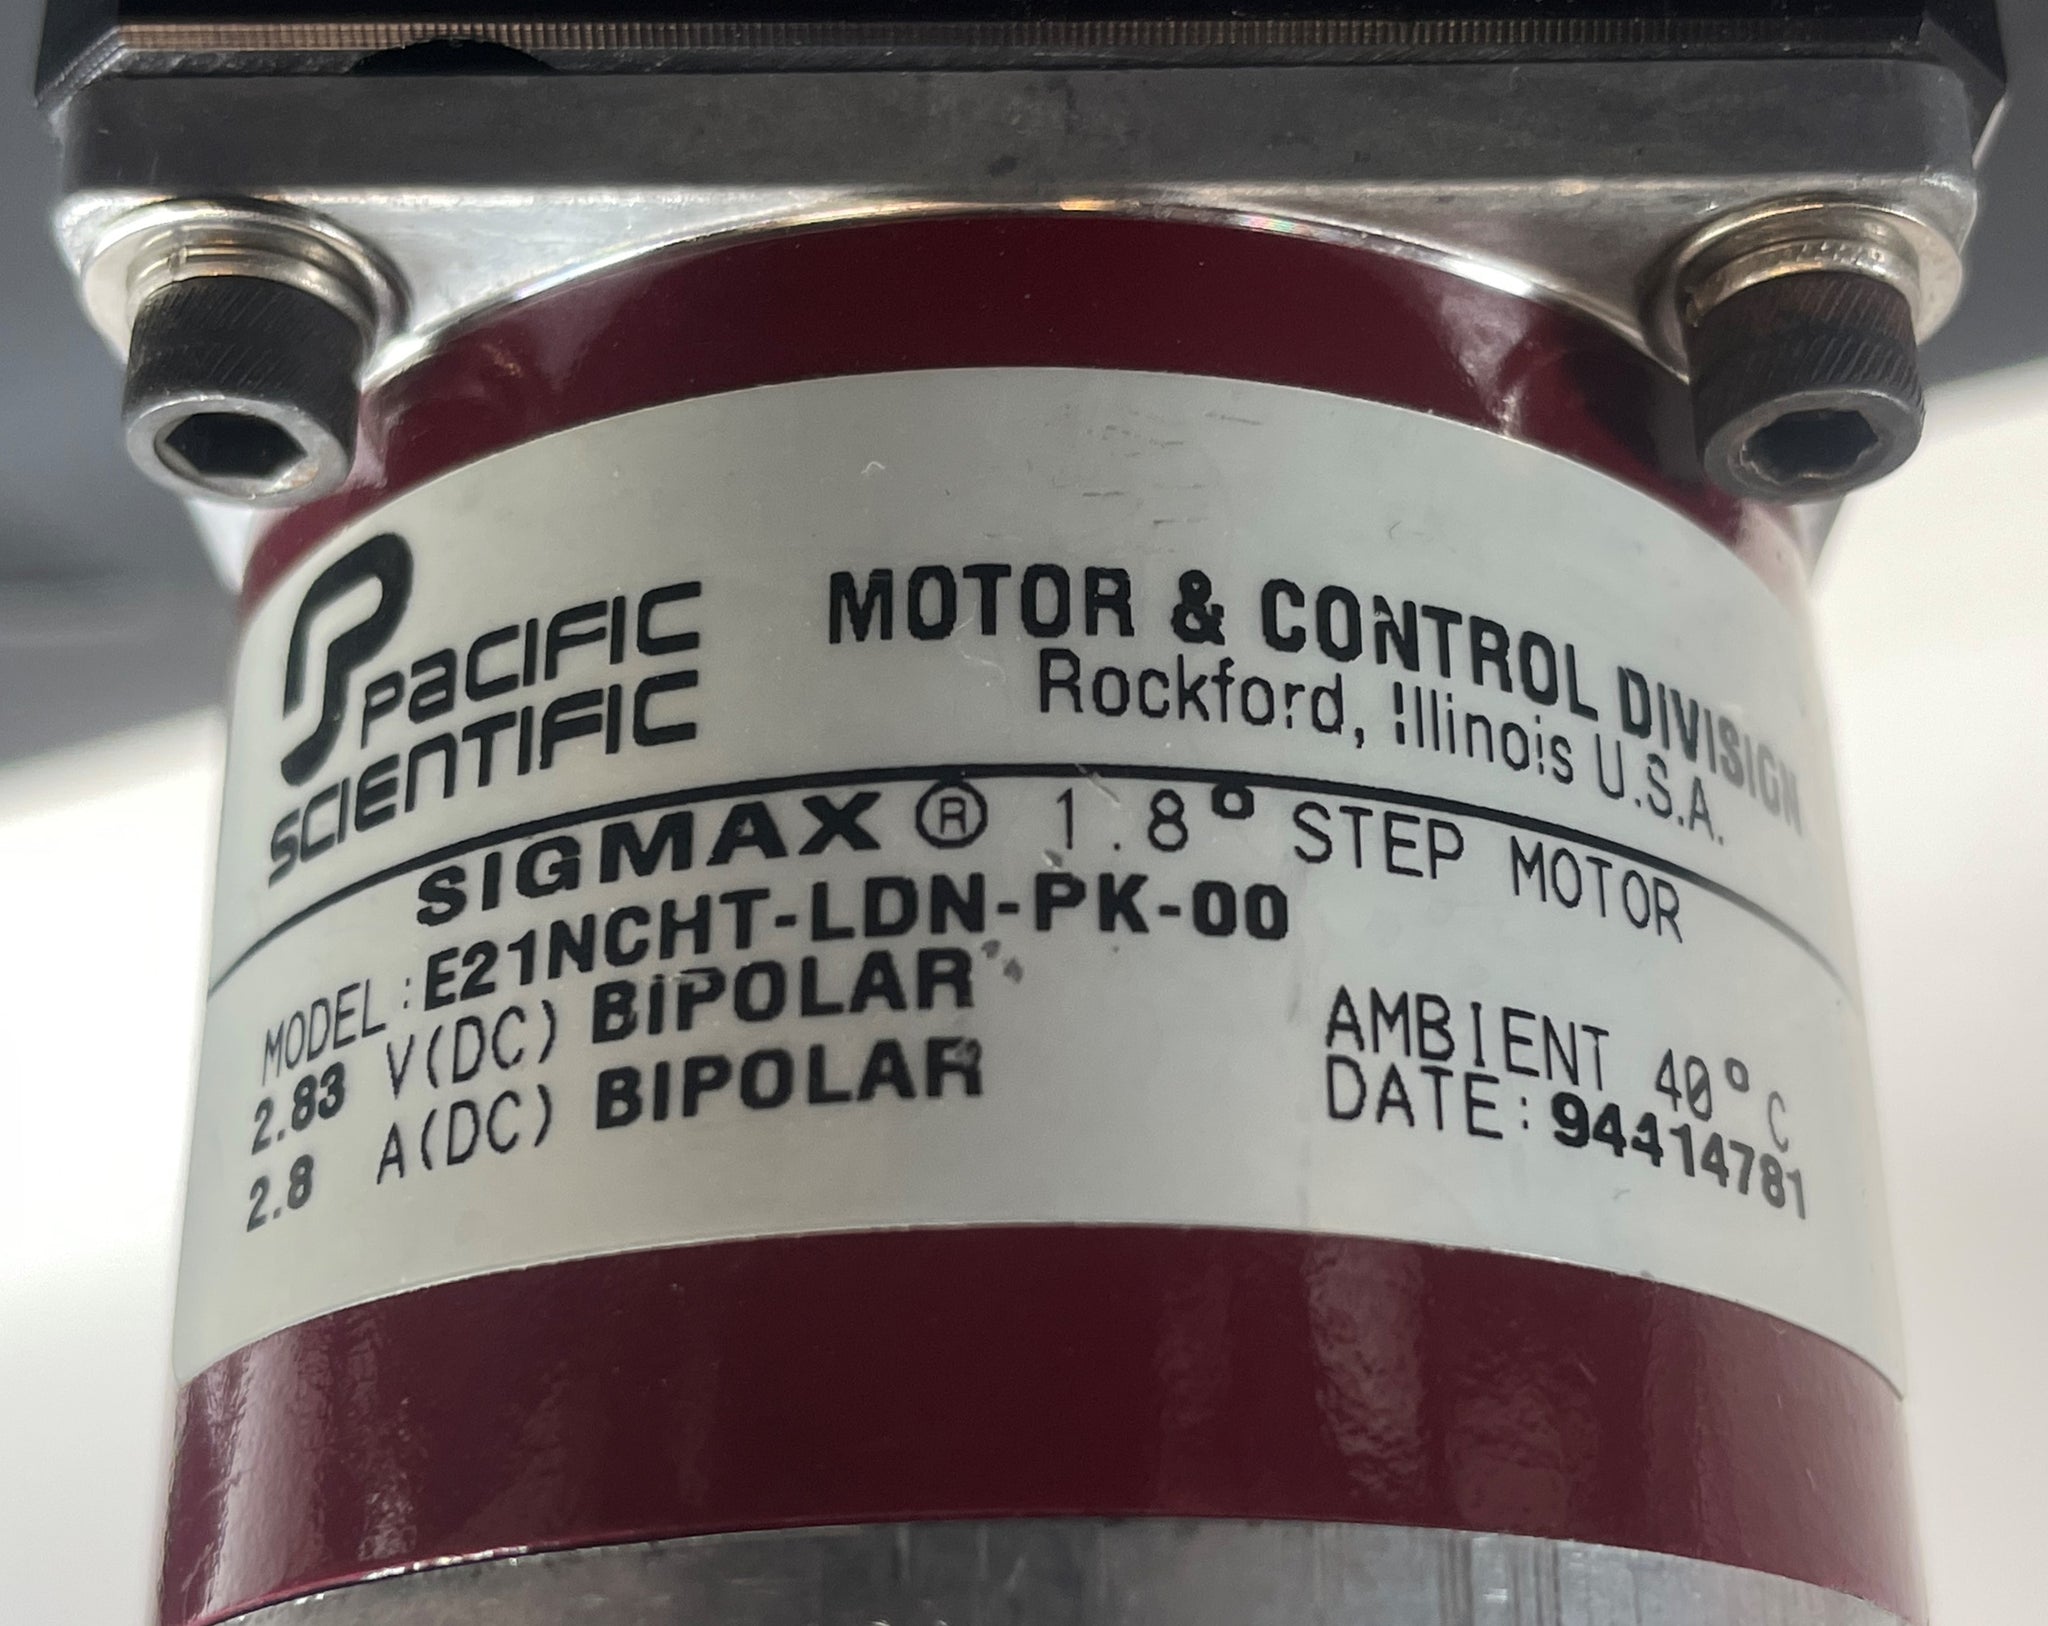 PACIFIC
SCIENTIFIC
MOTOR & CONTROL DIVISION
Rockford, Illinois U.S.A.
SIGMAX ® 1.8° STEP MOTOR
MODEL: E21NCHT-LDN-PK-00
2.83 V(DC) BIPOLAR
2.8 A(DC) BIPOLAR
AMBIENT 40°C
DATE: 94414781